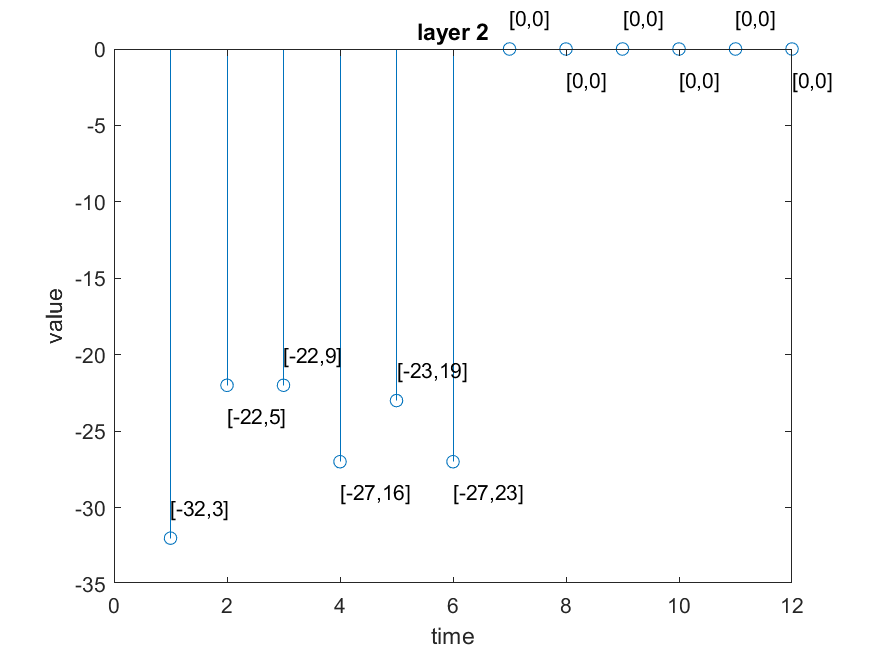 [0,0] [0,0] [0,0]
layer 2
0
[0,0] [0,0] [0,0]
-5
-10
-15
value
-20
[-22,9]
[-23,19]
[-22,5]
-25
[-27,16] [-27,23]
-30
[-32,3]
-35
0 2 4 6 8 10 12
time